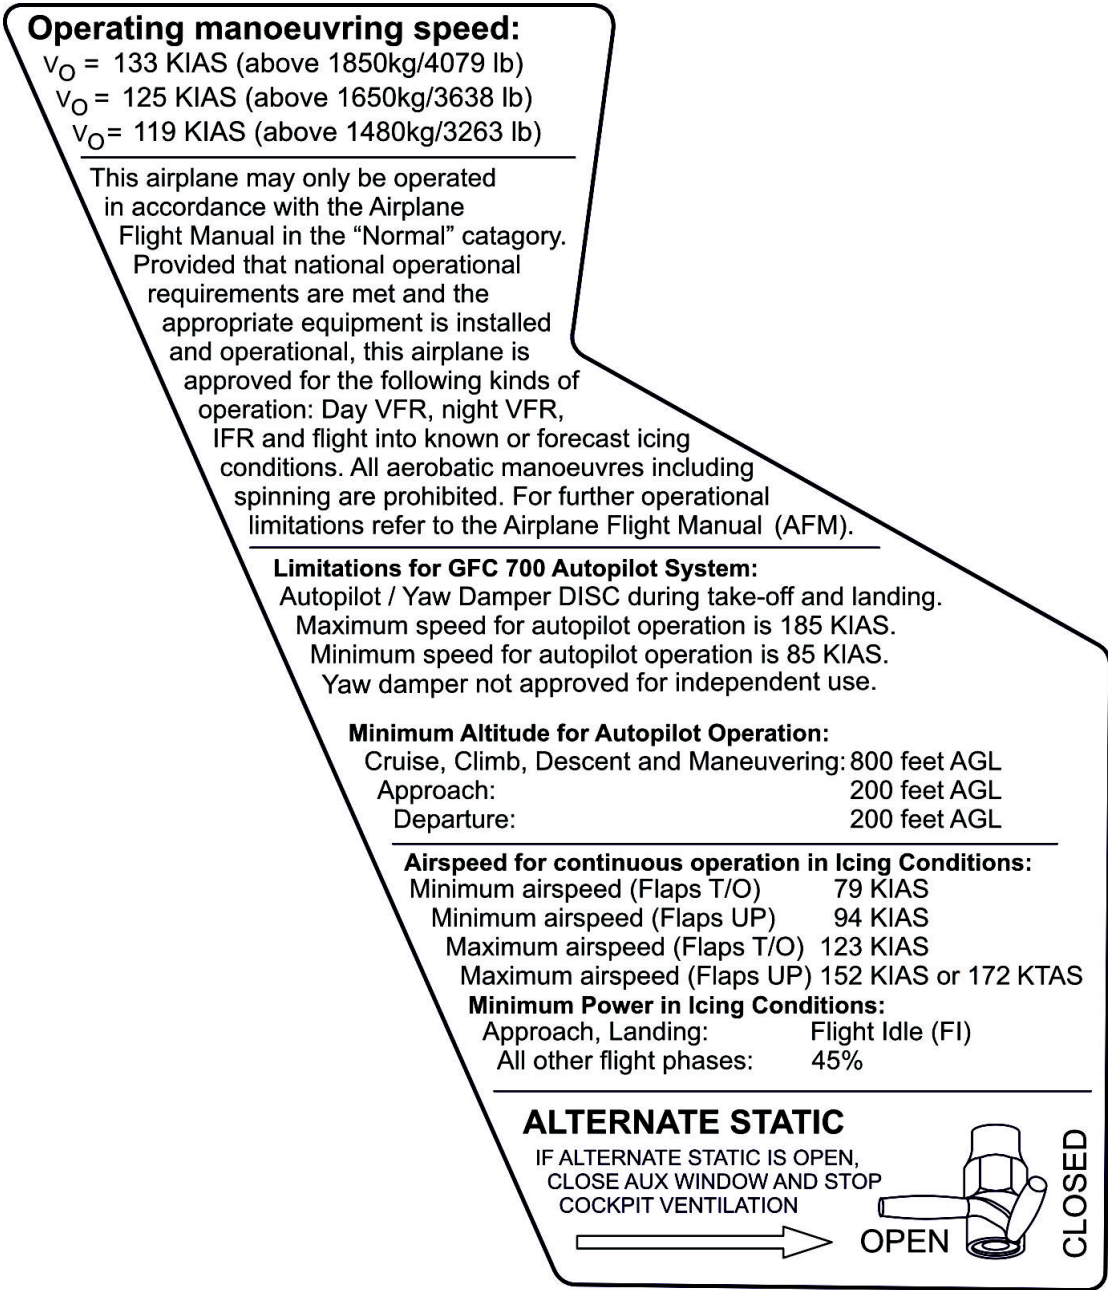 Operating manoeuvring speed:
vO = 133 KIAS (above 1850kg/4079 lb)
vO = 125 KIAS (above 1650kg/3638 lb)
vO= 119 KIAS (above 1480kg/3263 lb)
This airplane may only be operated
in accordance with the Airplane
Flight Manual in the “Normal” catagory.
Provided that national operational
requirements are met and the
appropriate equipment is installed
and operational, this airplane is
approved for the following kinds of
operation: Day VFR, night VFR,
IFR and flight into known or forecast icing
conditions. All aerobatic manoeuvres including
spinning are prohibited. For further operational
limitations refer to the Airplane Flight Manual (AFM).
Limitations for GFC 700 Autopilot System:
Autopilot / Yaw Damper DISC during take-off and landing.
Maximum speed for autopilot operation is 185 KIAS.
Minimum speed for autopilot operation is 85 KIAS.
Yaw damper not approved for independent use.
Minimum Altitude for Autopilot Operation:
Cruise, Climb, Descent and Maneuvering: 800 feet AGL
Approach: 200 feet AGL
Departure: 200 feet AGL
Airspeed for continuous operation in Icing Conditions:
Minimum airspeed (Flaps T/O) 79 KIAS
Minimum airspeed (Flaps UP) 94 KIAS
Maximum airspeed (Flaps T/O) 123 KIAS
Maximum airspeed (Flaps UP) 152 KIAS or 172 KTAS
Minimum Power in Icing Conditions:
Approach, Landing: Flight Idle (FI)
All other flight phases: 45%
ALTERNATE STATIC
IF ALTERNATE STATIC IS OPEN,
CLOSE AUX WINDOW AND STOP
COCKPIT VENTILATION
OPEN
CLOSED